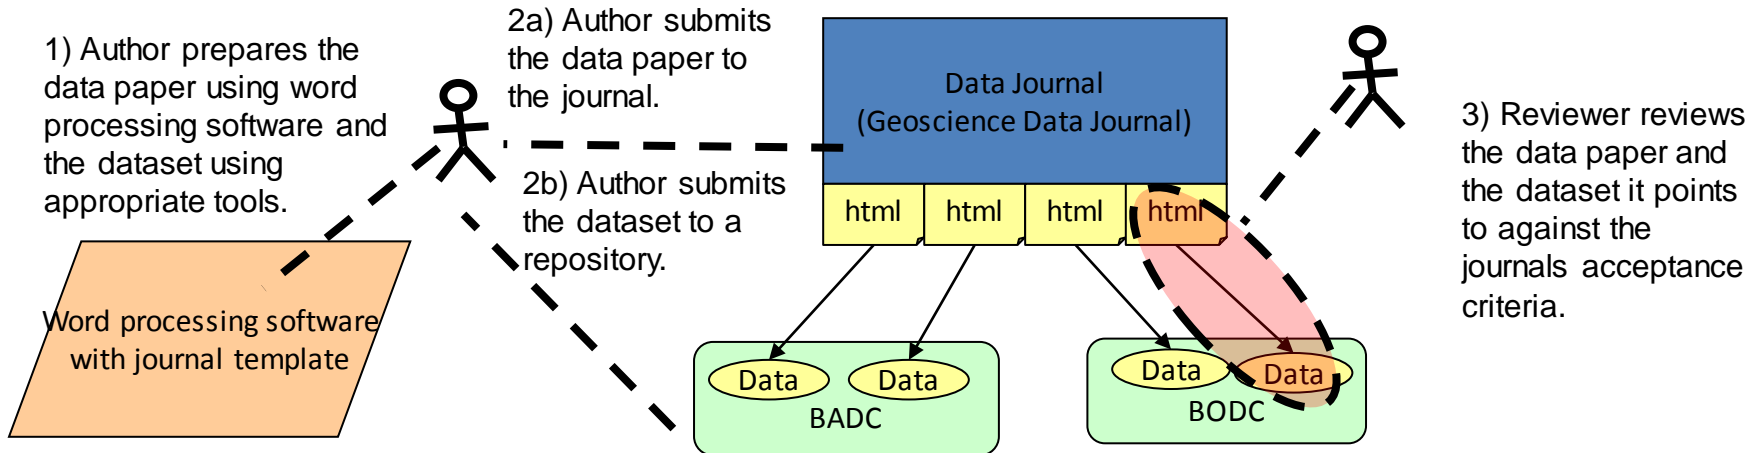 1) Author prepares the
data paper using word
processing software and
the dataset using
appropriate tools.
Word processing software
with journal template
2a) Author submits
the data paper to
the journal.
2b) Author submits
the dataset to a
repository.
Data Journal
(Geoscience Data Journal)
html html html html
Data Data
BADC
Data Data
BODC
3) Reviewer reviews
the data paper and
the dataset it points
to against the
journals acceptance
criteria.